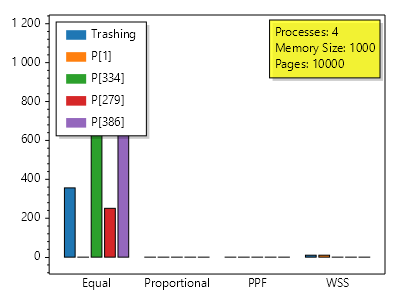 1 200
1 000
800
600
400
200
0
Trashing
P[1]
P[334]
P[279]
P[386]
Processes: 4
Memory Size: 1000
Pages: 10000
Equal Proportional PPF WSS